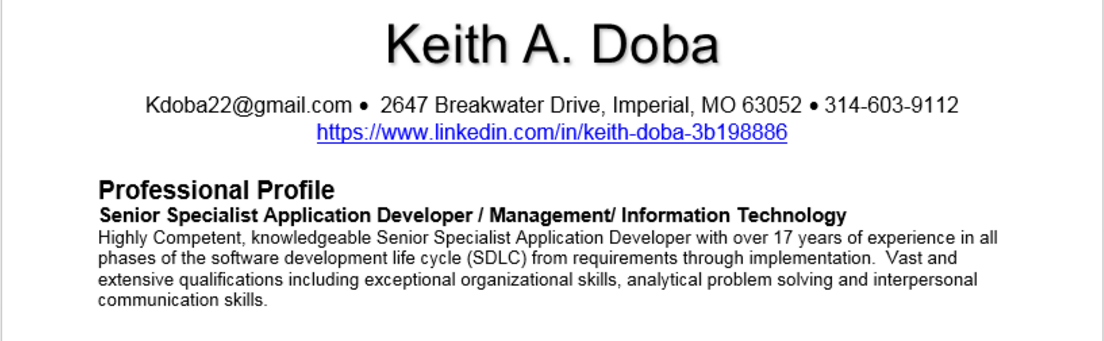 Keith A. Doba
Kdoba22@gmail.com • 2647 Breakwater Drive, Imperial, MO 63052 • 314-603-9112
https://www.linkedin.com/in/keith-doba-3b198886
Professional Profile
Senior Specialist Application Developer / Management/ Information Technology
Highly Competent, knowledgeable Senior Specialist Application Developer with over 17 years of experience in all
phases of the software development life cycle (SDLC) from requirements through implementation.  Vast and
extensive qualifications including exceptional organizational skills, analytical problem solving and interpersonal
communication skills.